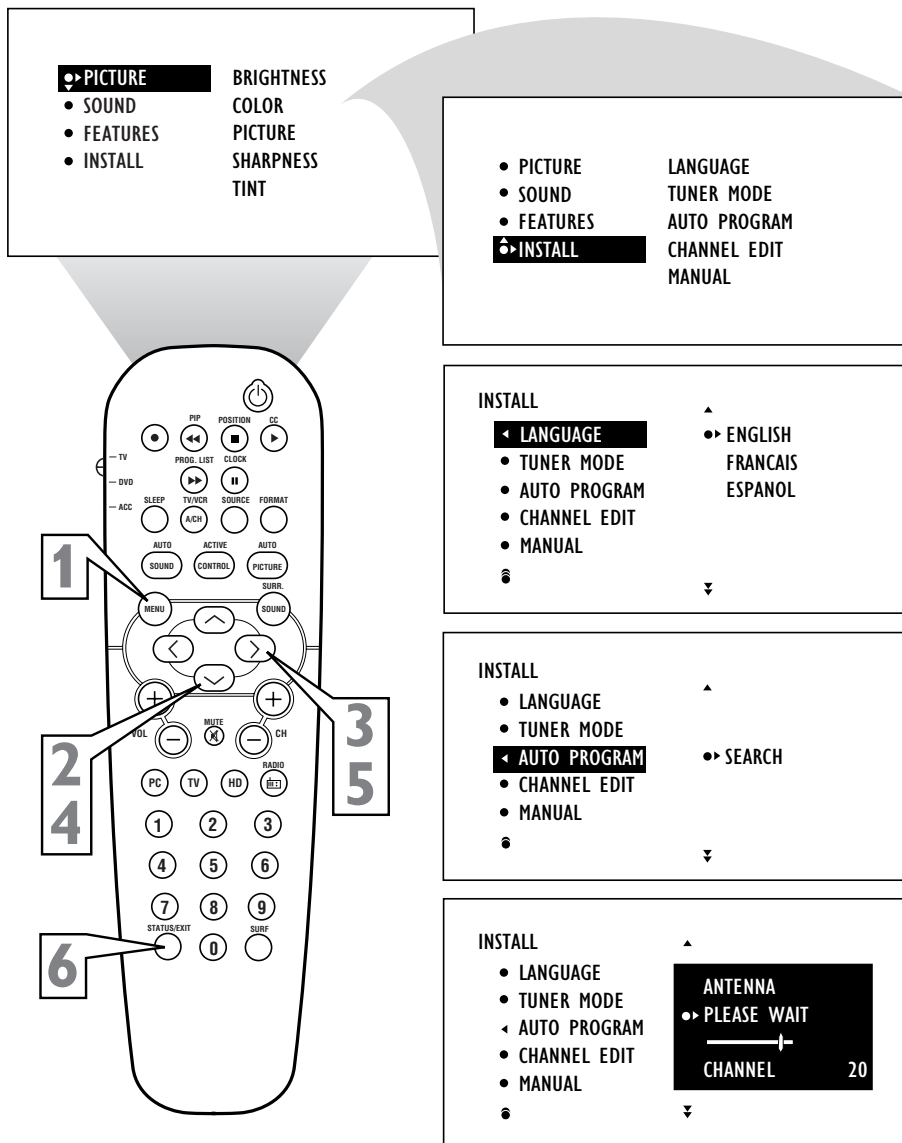 PICTURE BRIGHTNESS
SOUND COLOR
FEATURES PICTURE
INSTALL SHARPNESS
TINT
PICTURE LANGUAGE
SOUND TUNER MODE
FEATURES AUTO PROGRAM
INSTALL CHANNEL EDIT
MANUAL
INSTALL
LANGUAGE ENGLISH
TUNER MODE FRANCAIS
AUTO PROGRAM ESPANOL
CHANNEL EDIT
MANUAL
INSTALL
LANGUAGE
TUNER MODE
AUTO PROGRAM SEARCH
CHANNEL EDIT
MANUAL
INSTALL
LANGUAGE ANTENNA
TUNER MODE PLEASE WAIT
AUTO PROGRAM
CHANNEL EDIT CHANNEL 20
MANUAL
PIP POSITION CC
TV
PROG. LIST CLOCK
DVD
ACC
SLEEP TV/VCR SOURCE FORMAT
A/CH
AUTO ACTIVE AUTO
SOUND CONTROL PICTURE
1
SURR.
MENU SOUND
2 3
4 5
MUTE
VOL CH
RADIO
PC TV HD
1 2 3
4 5 6
7 8 9
STATUS/EXIT SURF
0
6